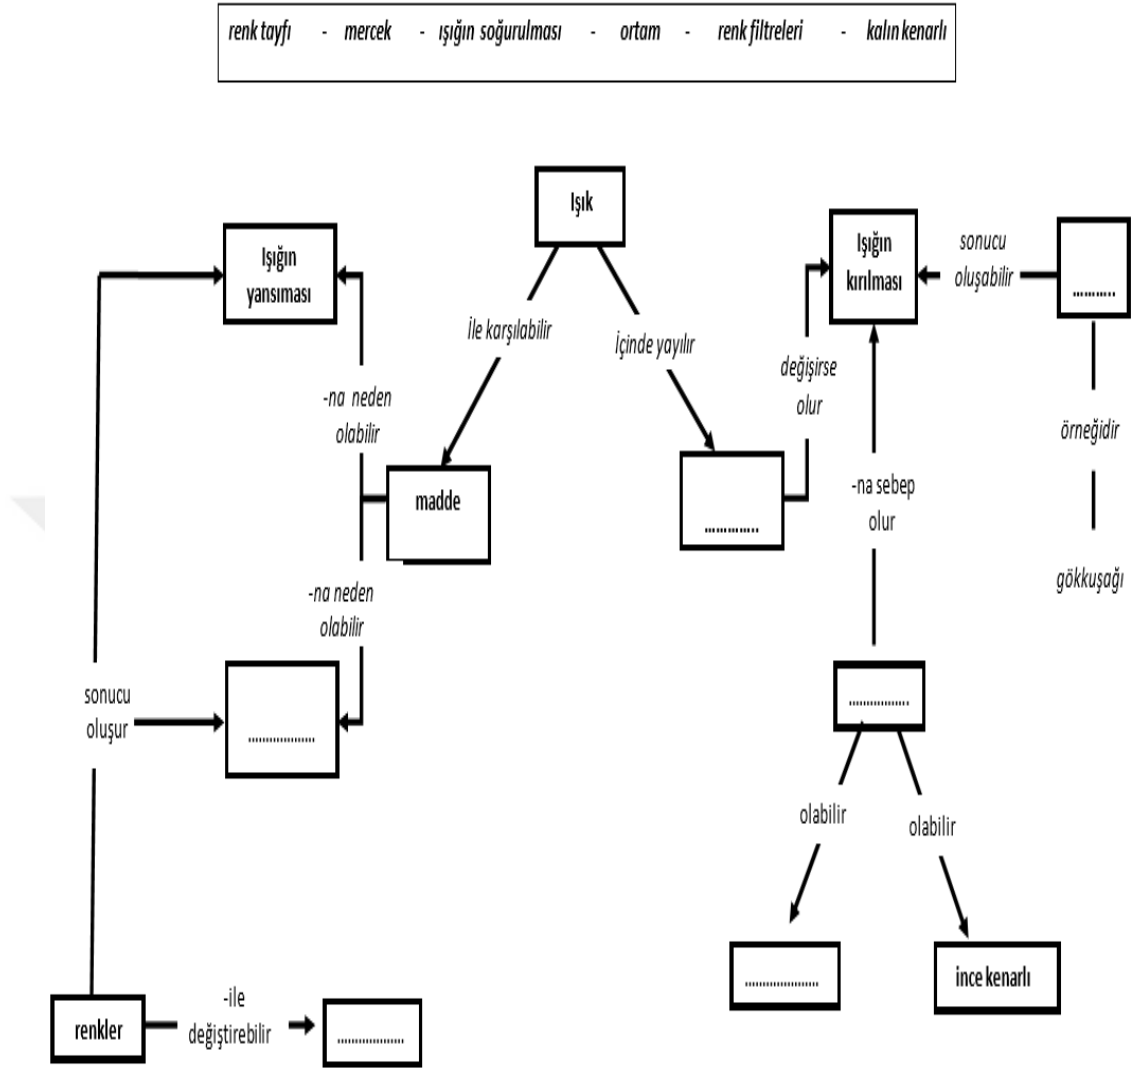 renk tayfı - mercek - ışığın soğurulması - ortam - renk filtreleri - kalın kenarlı
Işık
Işığın
yansıması
Işığın
kırılması
sonucu
oluşabilir
...........
İle karşılabilir
İçinde yayılır
değişirse
olur
-na neden
olabilir
örneğidir
madde
..............
-na sebep
olur
gökkuşağı
-na neden
olabilir
sonucu
oluşur
.................
................
olabilir
olabilir
...................
ince kenarlı
renkler
-ile
değiştirebilir
.................